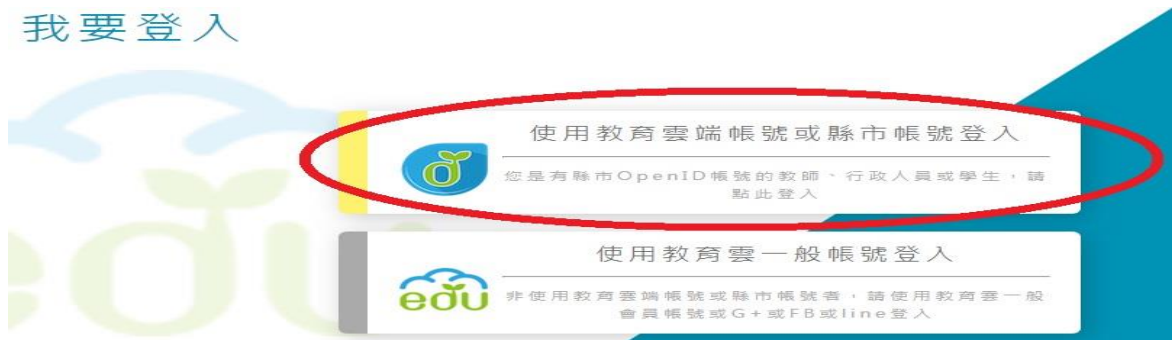 我要登入
使用教育雲端帳號或縣市帳號登入
您是有縣市OpenID帳號的教師、行政人員或學生，請
點此登入
使用教育雲一般帳號登入
edu
非使用教育雲端帳號或縣市帳號者，請使用教育雲一般
會員帳號或G+或FB或line登入
edu